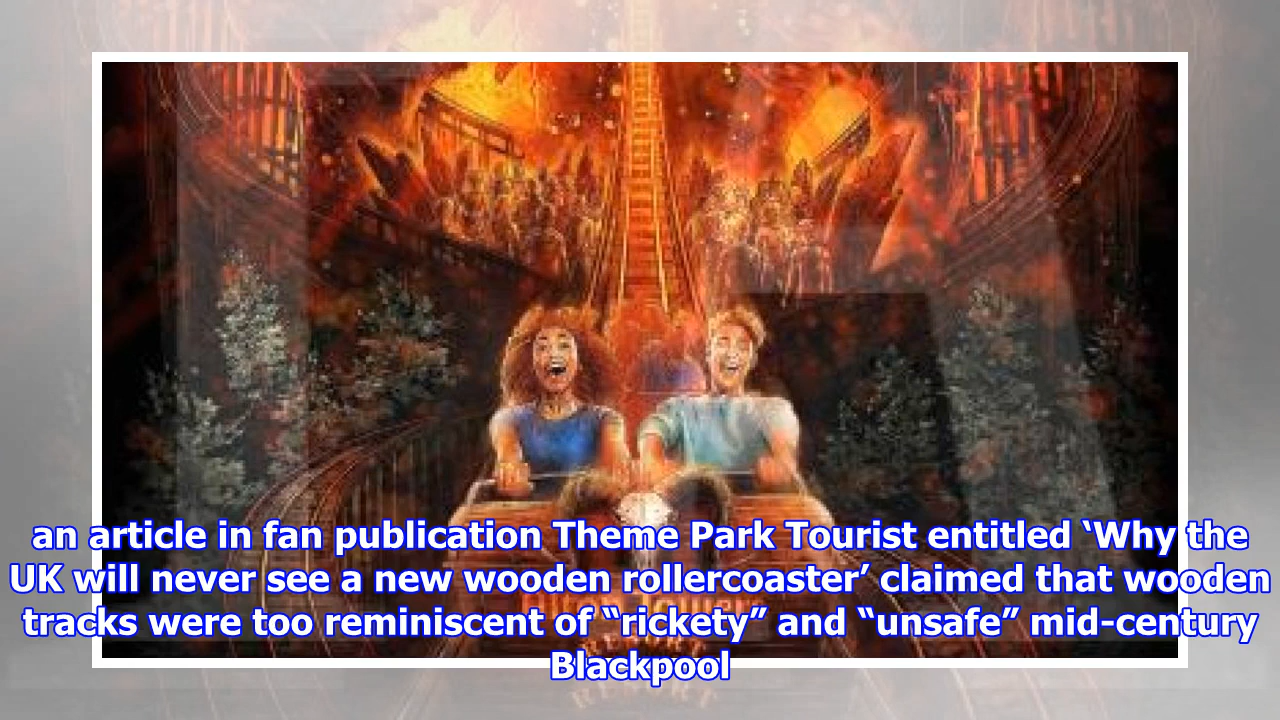 an article in fan publication Theme Park Tourist entitled ‘Why the
UK will never see a new wooden rollercoaster’ claimed that wooden
tracks were too reminiscent of “rickety” and “unsafe” mid-century
Blackpool